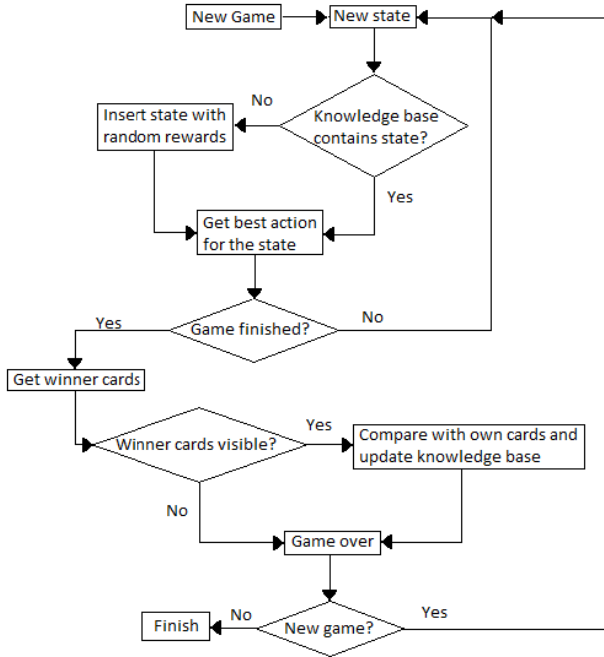 New Game
New state
No
Knowledge base
contains state?
Insert state with
random rewards
Yes
Get best action
for the state
Yes
Game finished?
No
Get winner cards
Winner cards visible?
Yes
Compare with own cards and
update knowledge base
No
Game over
Finish
No
New game?
Yes